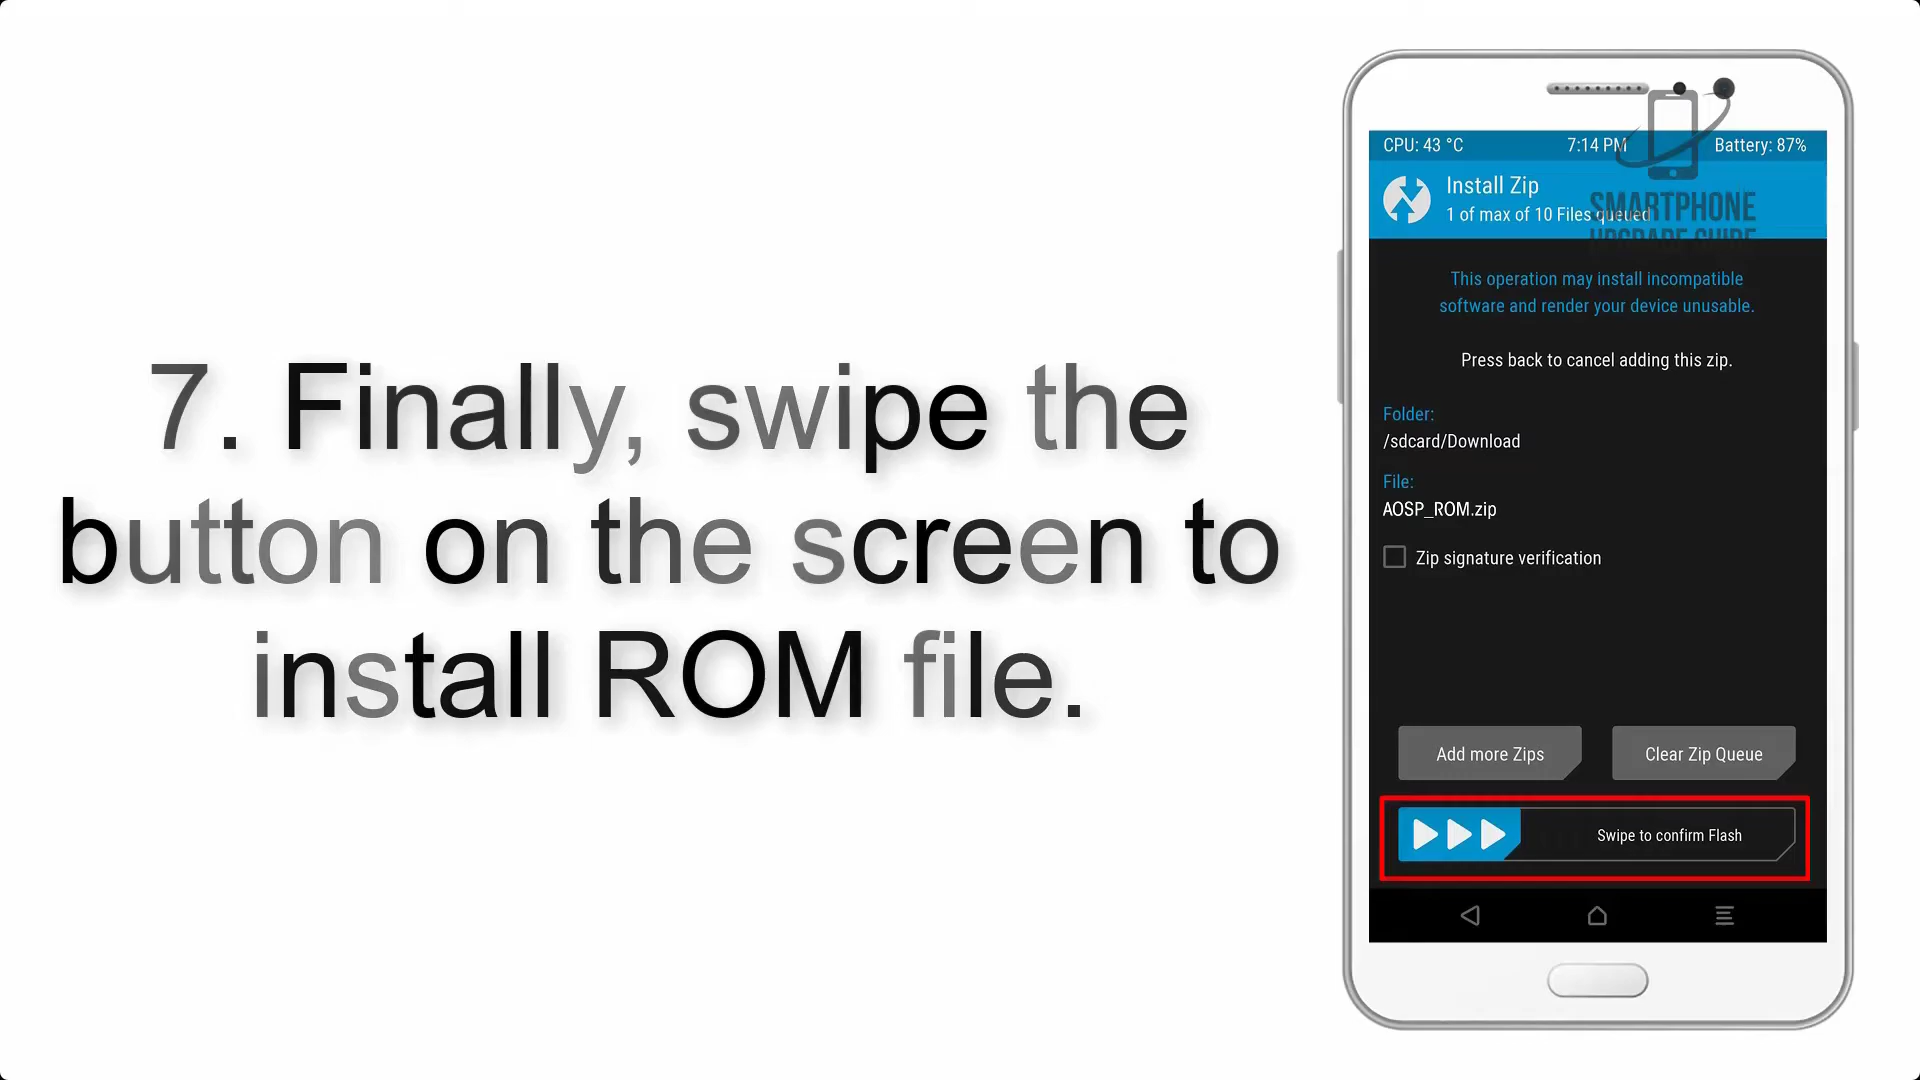 7. Finally, swipe the
button on the screen to
install ROM file.
CPU: 43 °C 7:14 PM Battery: 87%
Install Zip
1 of max of 10 Files queued
SMARTPHONE
UPGRADE GUIDE
This operation may install incompatible
software and render your device unusable.
Press back to cancel adding this zip.
Folder:
/sdcard/Download
File:
AOSP_ROM.zip
Zip signature verification
Add more Zips Clear Zip Queue
Swipe to confirm Flash